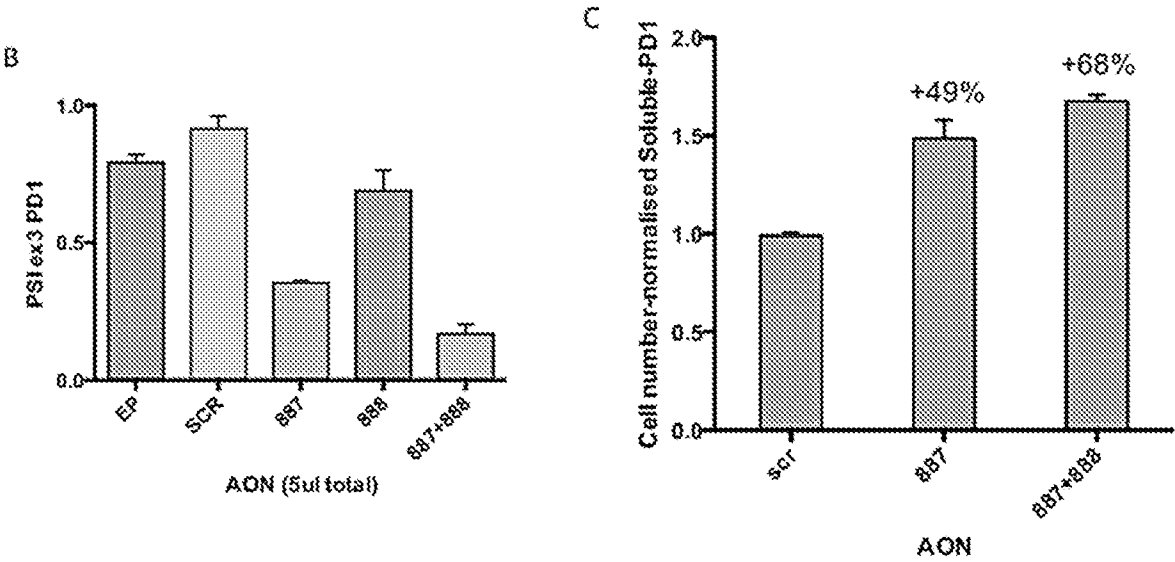 B
PSI ex3 PD1
1.0
0.5
0.0
EP
SCR
887
888
887+888
AON (5ul total)
C
Cell number-normalised Soluble-PD1
2.0
1.5
1.0
0.5
0.0
+49%
+68%
scr
887
887+888
AON